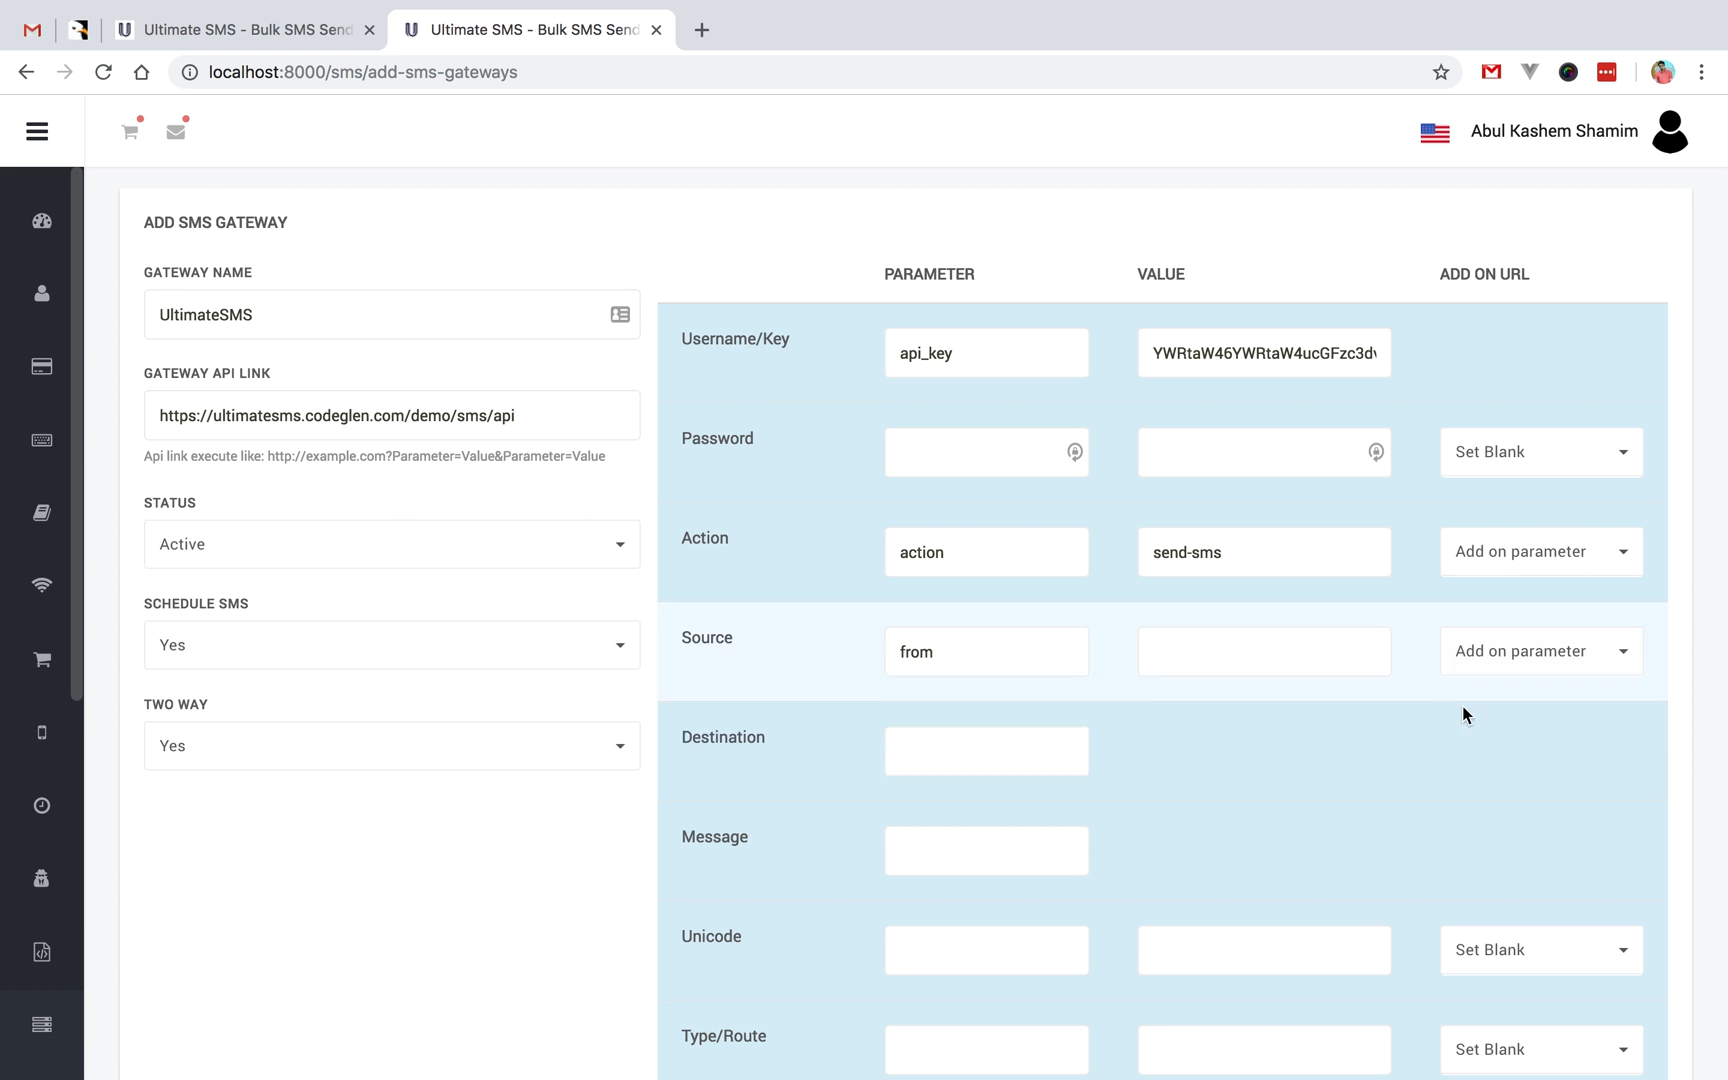 Ultimate SMS - Bulk SMS Send
Ultimate SMS - Bulk SMS Send
localhost:8000/sms/add-sms-gateways
Abul Kashem Shamim
ADD SMS GATEWAY
GATEWAY NAME
UltimateSMS
GATEWAY API LINK
https://ultimatesms.codeglen.com/demo/sms/api
Api link execute like: http://example.com?Parameter=Value&Parameter=Value
STATUS
Active
SCHEDULE SMS
Yes
TWO WAY
Yes
PARAMETER VALUE ADD ON URL
Username/Key api_key YWRtaW46YWRtaW4ucGFzc3d
Password Set Blank
Action action send-sms Add on parameter
Source from Add on parameter
Destination
Message
Unicode Set Blank
Type/Route Set Blank